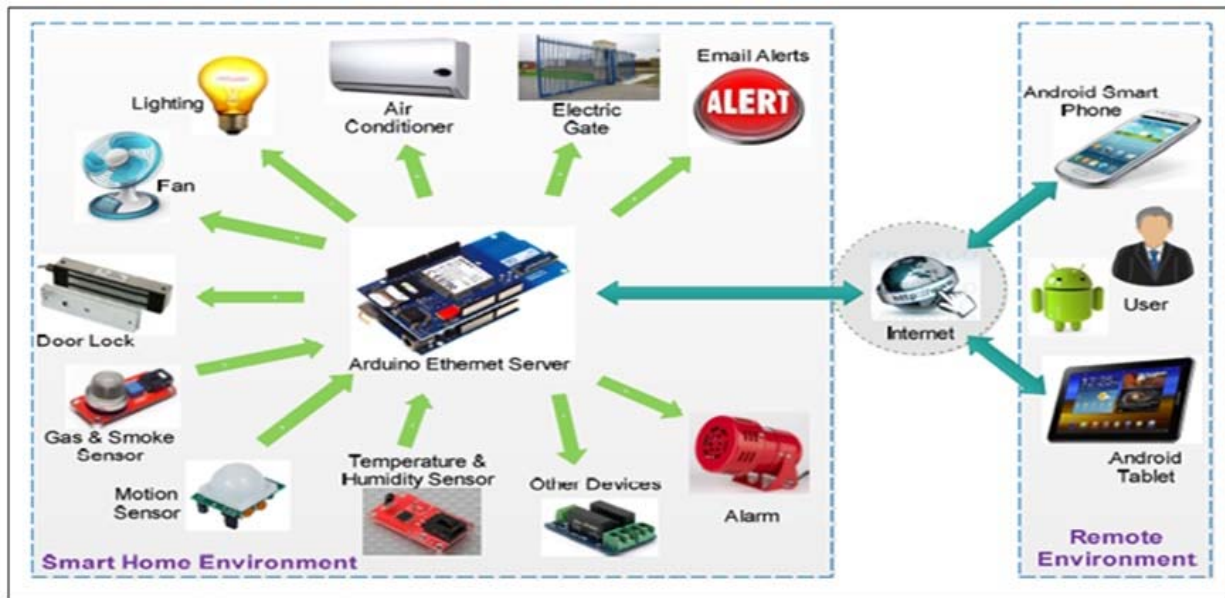 Lighting
Air
Conditioner
Electric
Gate
Email Alerts
ALERT
Fan
Door Lock
Arduino Ethernet Server
Gas & Smoke
Sensor
Motion
Sensor
Temperature &
Humidity Sensor
Other Devices
Alarm
Smart Home Environment
http
Internet
Android Smart
Phone
User
Android
Tablet
Remote
Environment